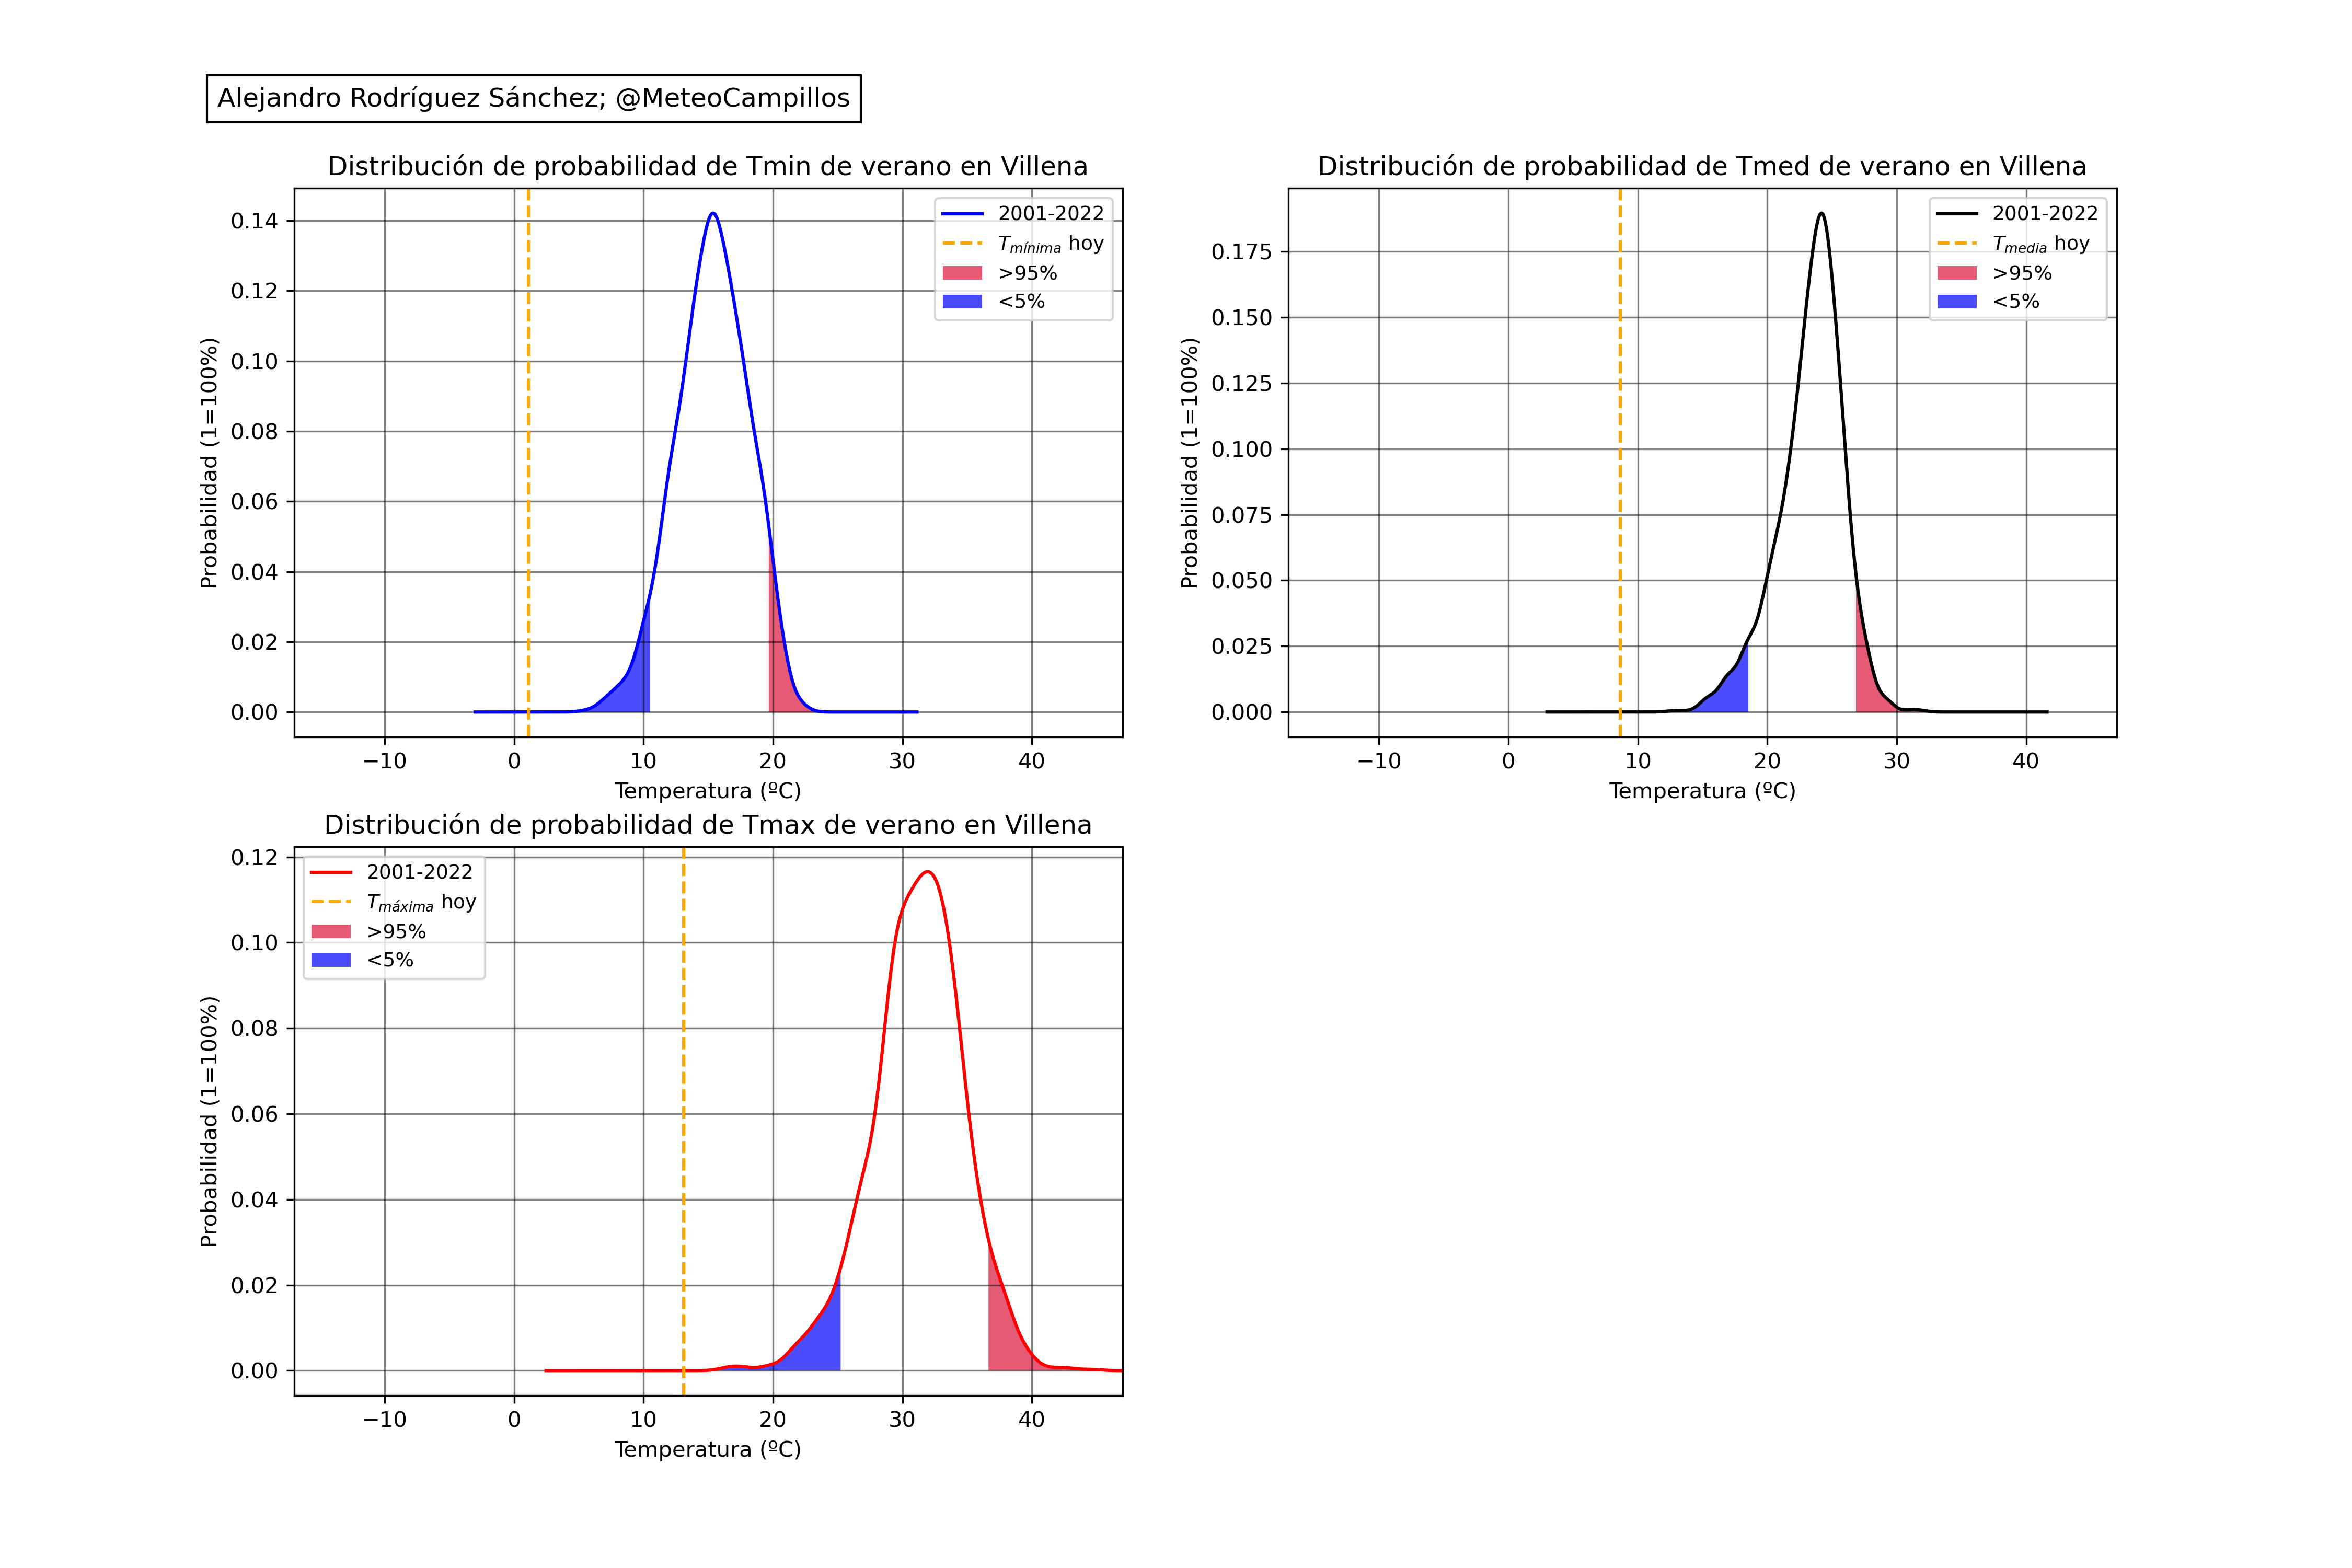 Alejandro Rodríguez Sánchez; @MeteoCampillos
Distribución de probabilidad de Tmin de verano en Villena
Probabilidad (1=100%)
0.14
0.12
0.10
0.08
0.06
0.04
0.02
0.00
2001-2022
Tmínima hoy
>95%
<5%
−10 0 10 20 30 40
Temperatura (ºC)
Distribución de probabilidad de Tmed de verano en Villena
Probabilidad (1=100%)
0.175
0.150
0.125
0.100
0.075
0.050
0.025
0.000
2001-2022
Tmedia hoy
>95%
<5%
−10 0 10 20 30 40
Temperatura (ºC)
Distribución de probabilidad de Tmax de verano en Villena
Probabilidad (1=100%)
0.12
0.10
0.08
0.06
0.04
0.02
0.00
2001-2022
Tmáxima hoy
>95%
<5%
−10 0 10 20 30 40
Temperatura (ºC)